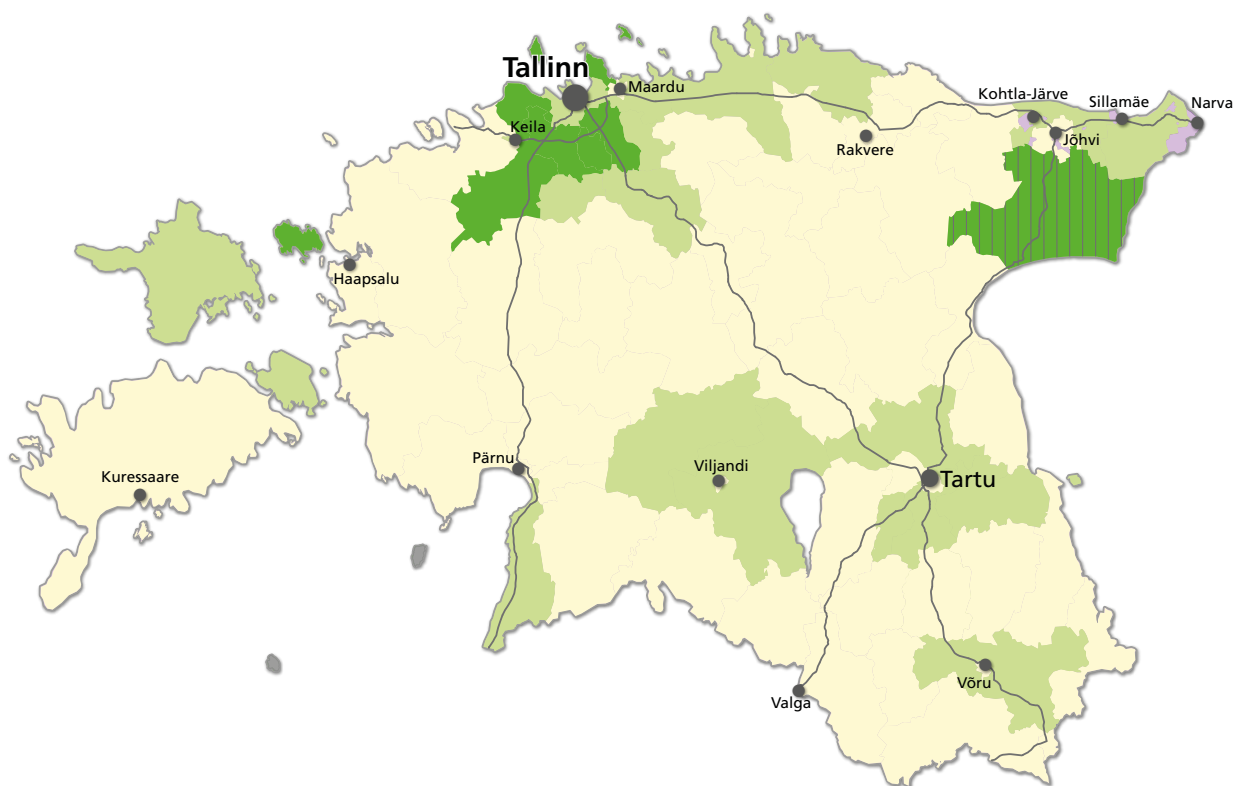 Tallinn
Maardu
Kohtla-Järve
Sillamäe
Narva
Keila
Rakvere
Jõhvi
Haapsalu
Pärnu
Viljandi
Kuressaare
Tartu
Võru
Valga